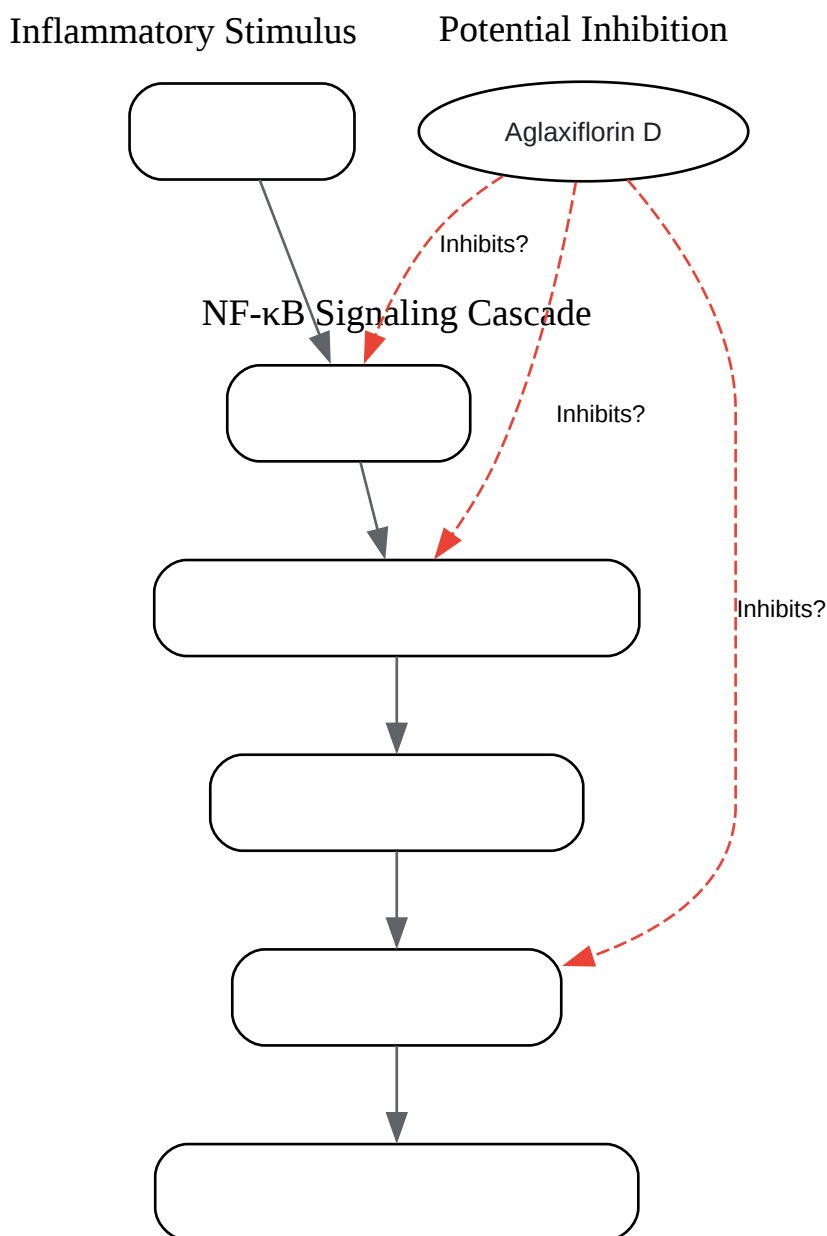 Inflammatory Stimulus
Potential Inhibition
Aglaxiflorin D
Inhibits?
NF-κB Signaling Cascade
Inhibits?
Inhibits?